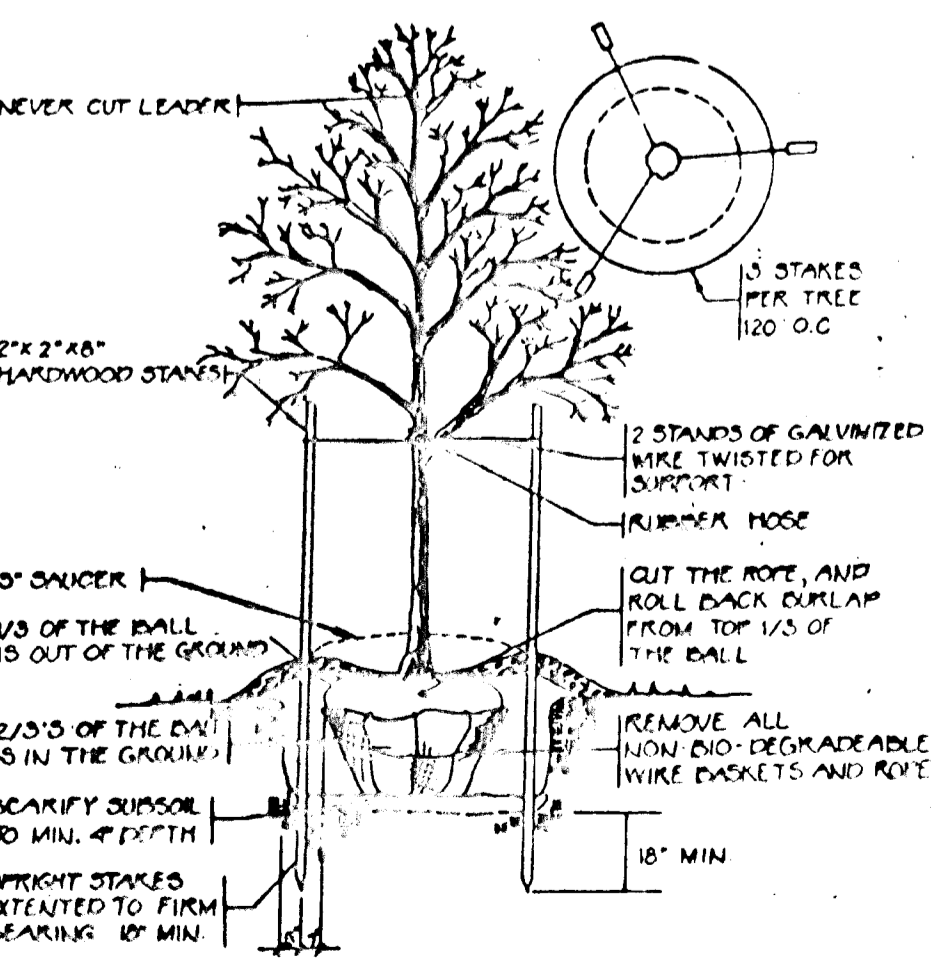 NEVER CUT LEADER
3 STAKES
PER TREE
120° O.C
2"X 2"X8"
HARDWOOD STAKES
2 STANDS OF GALVINIZED
WIRE TWISTED FOR
SUPPORT
RUBBER HOSE
3" SAUCER
1/3 OF THE BALL
IS OUT OF THE GROUND
CUT THE ROPE, AND
ROLL BACK BURLAP
FROM TOP 1/3 OF
THE BALL
2/3'S OF THE BALL
IS IN THE GROUND
REMOVE ALL
NON-BIO-DEGRADEABLE
WIRE BASKETS AND ROPE
SCARIFY SUBSOIL
TO MIN. 4" DEPTH
18" MIN
UPRIGHT STAKES
EXTENTED TO FIRM
BEARING 18" MIN.